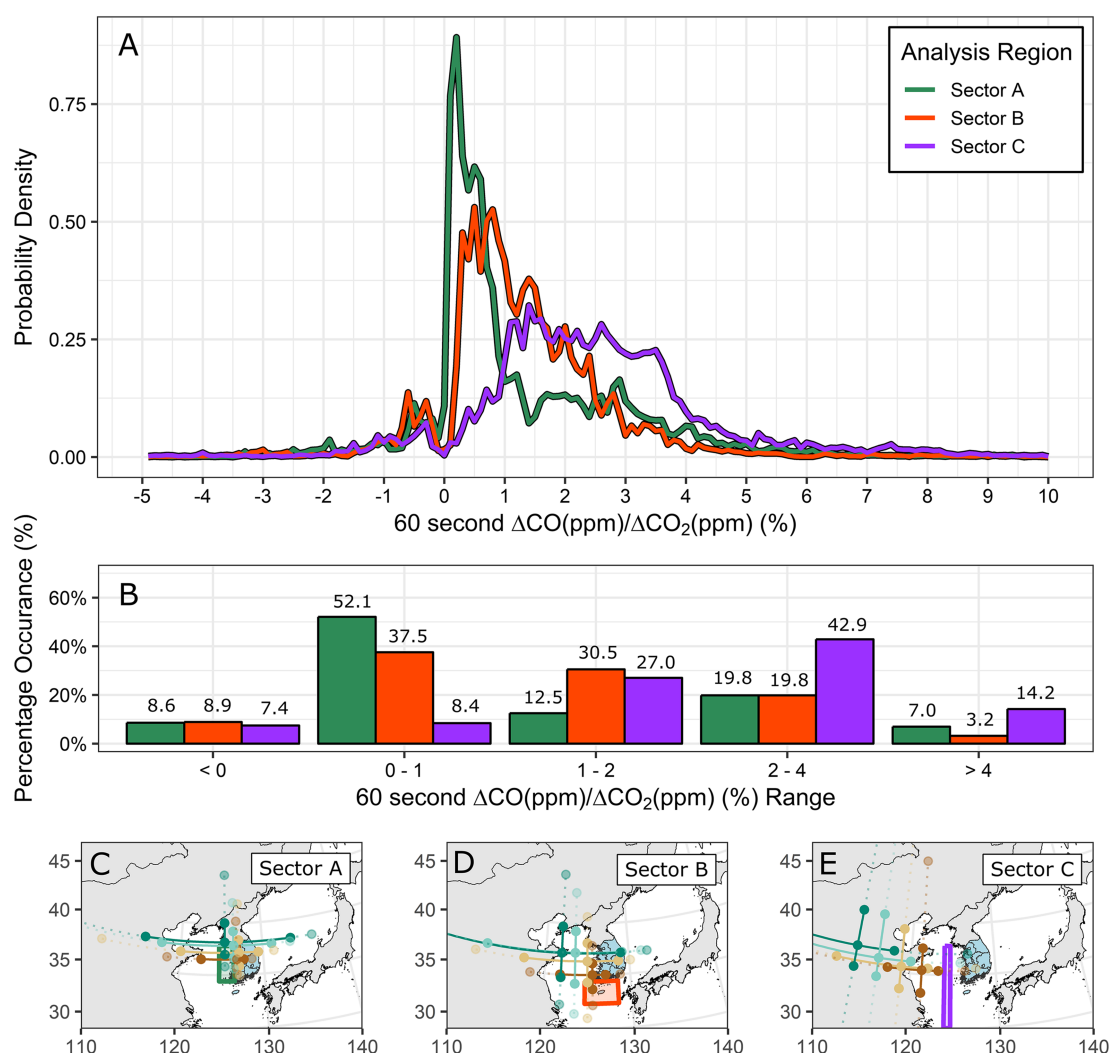 A
Analysis Region
Sector A
Sector B
Sector C
Probability Density
0.75
0.50
0.25
0.00
-5 -4 -3 -2 -1 0 1 2 3 4 5 6 7 8 9 10
60 second ΔCO(ppm)/ΔCO₂(ppm) (%)
B
Percentage Occurance (%)
60%
40%
20%
0%
8.6 8.9 7.4
52.1 37.5 8.4
12.5 30.5 27.0
19.8 19.8 42.9
7.0 3.2 14.2
< 0 0 - 1 1 - 2 2 - 4 > 4
60 second ΔCO(ppm)/ΔCO₂(ppm) (%) Range
C
Sector A
45
40
35
30
110 120 130 140
D
Sector B
45
40
35
30
110 120 130 140
E
Sector C
45
40
35
30
110 120 130 140